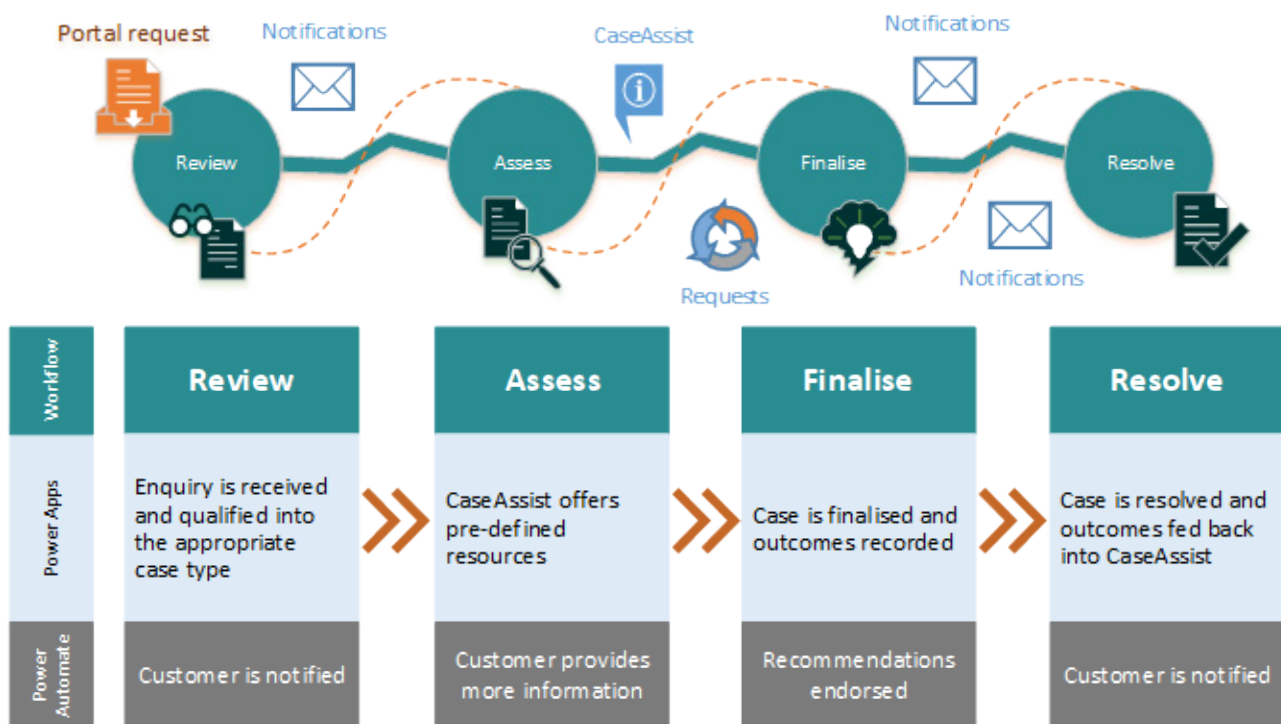 Portal request
Notifications
CaseAssist
Notifications
Review
Assess
Finalise
Resolve
Requests
Notifications
Workflow
Review
Assess
Finalise
Resolve
Power Apps
Enquiry is received
and qualified into
the appropriate
case type
CaseAssist offers
pre-defined
resources
Case is finalised and
outcomes recorded
Case is resolved and
outcomes fed back
into CaseAssist
Power
Automate
Customer is notified
Customer provides
more information
Recommendations
endorsed
Customer is notified